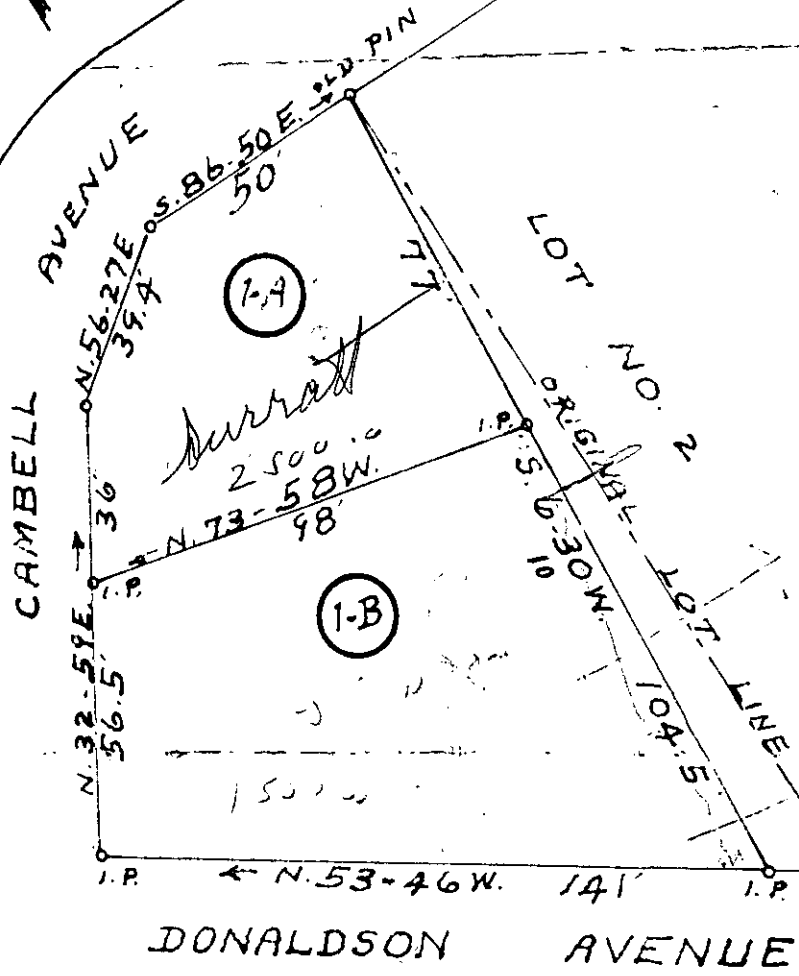 OLD PIN
S. 86-50 E.
50'
AVENUE
N. 56-27 E
39.4'
1-A
77
LOT NO. 2
ORIGINAL LOT LINE
Surratt
2500.00
I.P.
CAMBELL
36'
N. 73-58 W.
98'
S. 6-30 W.
10
I.P.
1-B
N. 32-59 E.
56.5'
104.5
I.P.
N. 53-46 W. 141'
I.P.
DONALDSON AVENUE